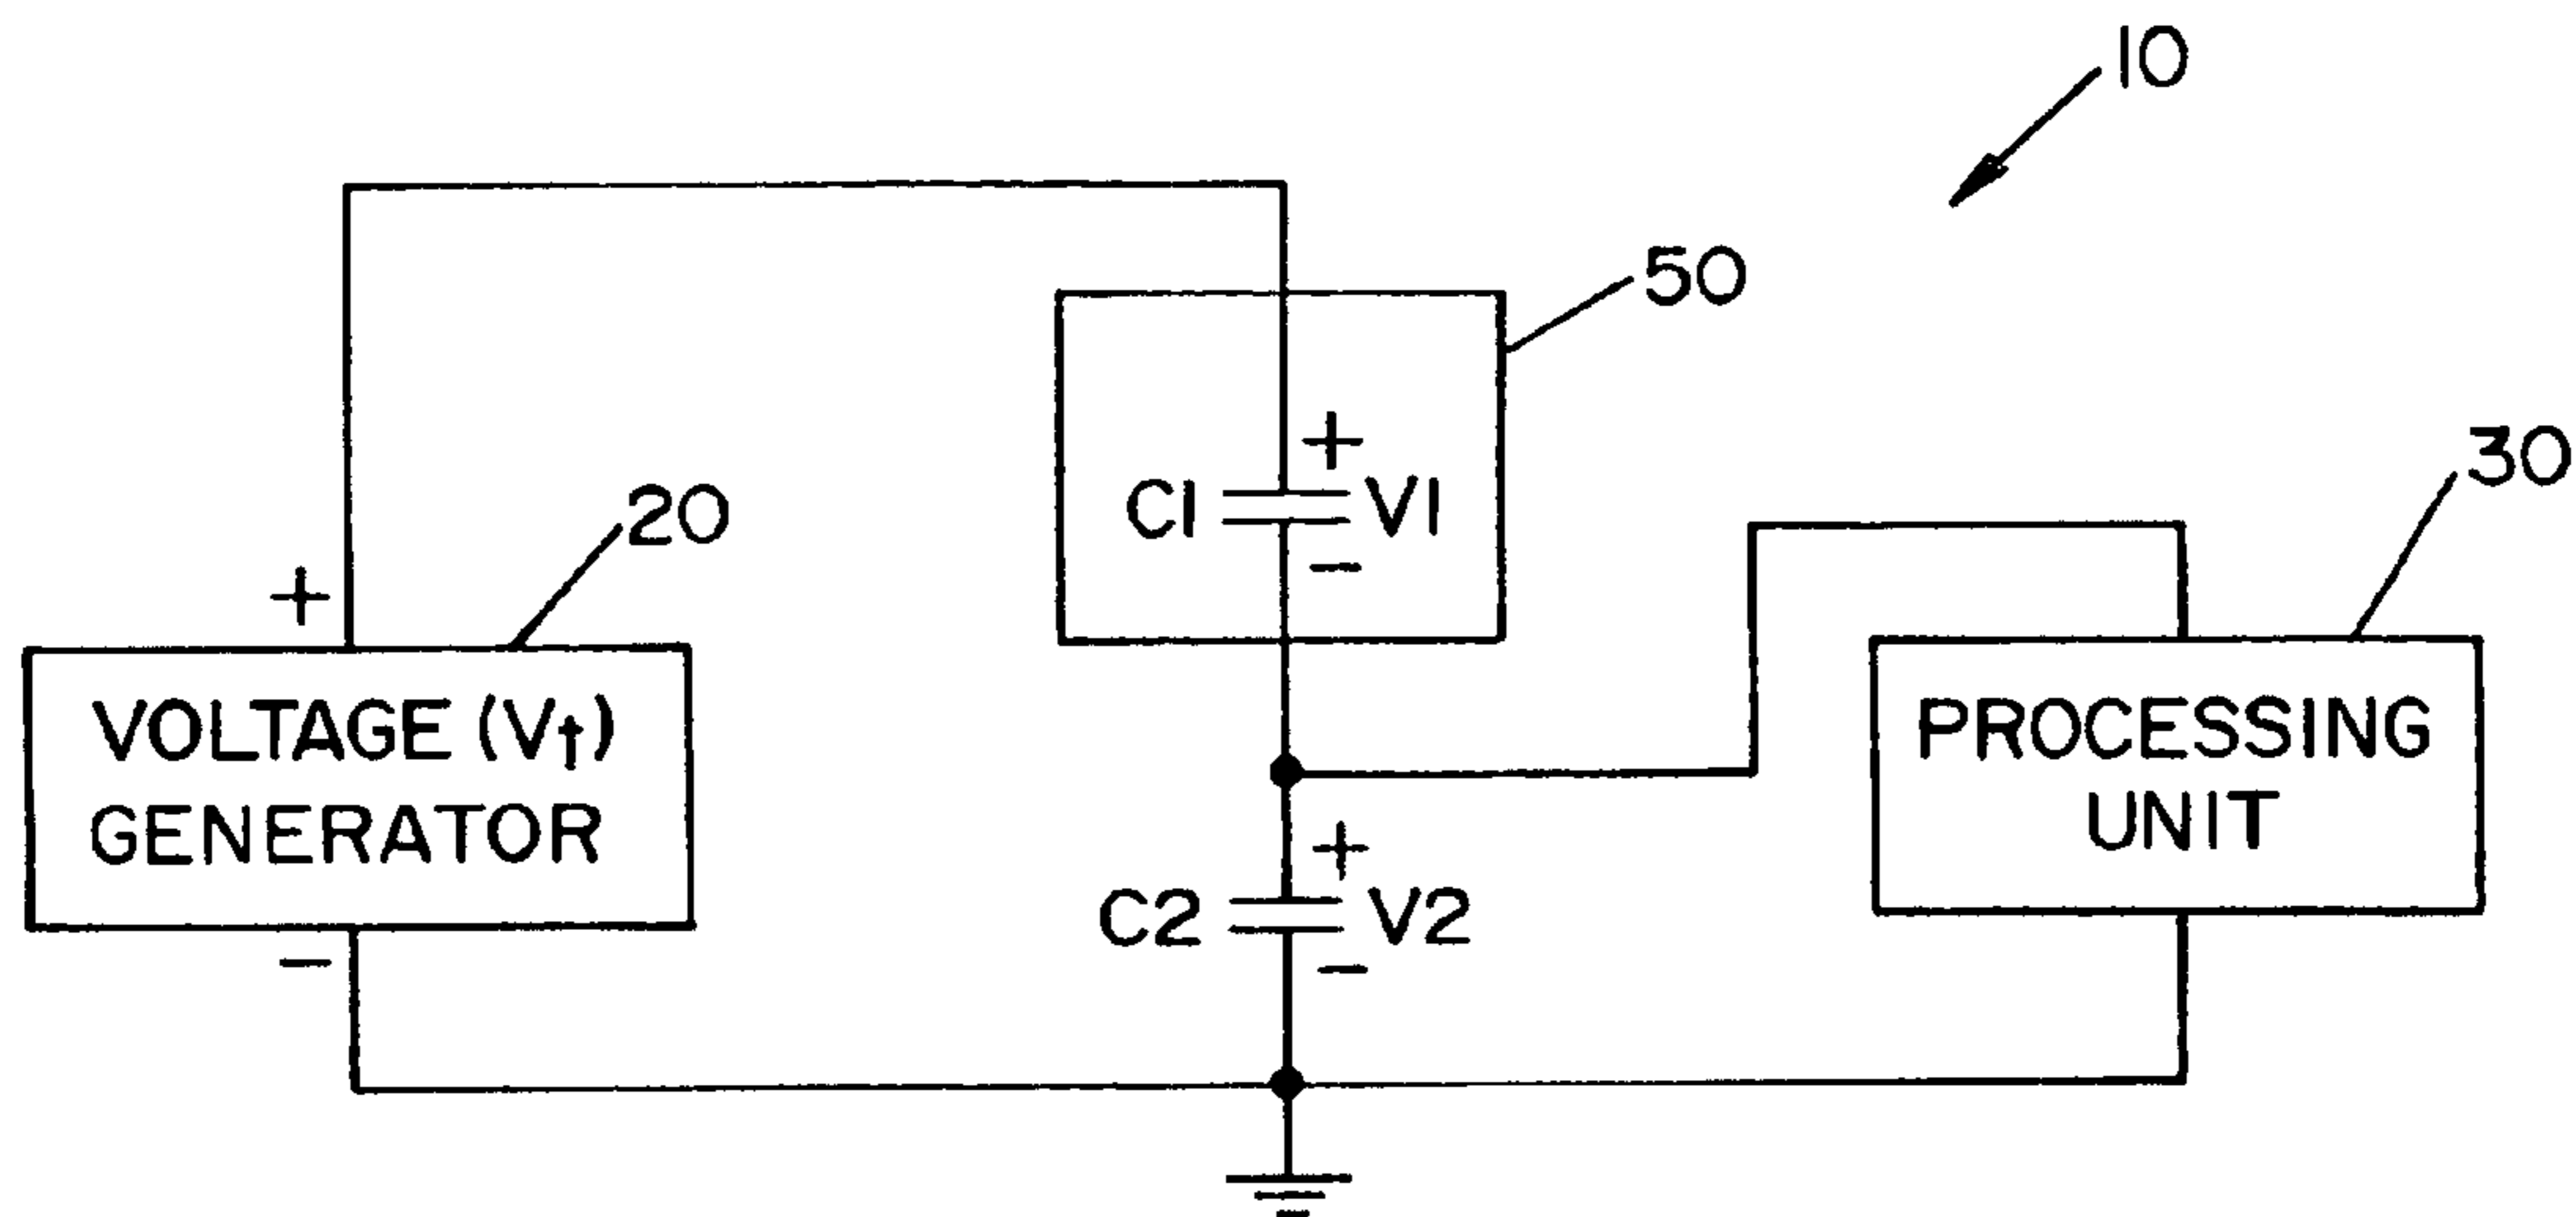 10
50
30
+
C1 V1
−
20
+
VOLTAGE (Vt)
GENERATOR
−
PROCESSING
UNIT
+
C2 V2
−